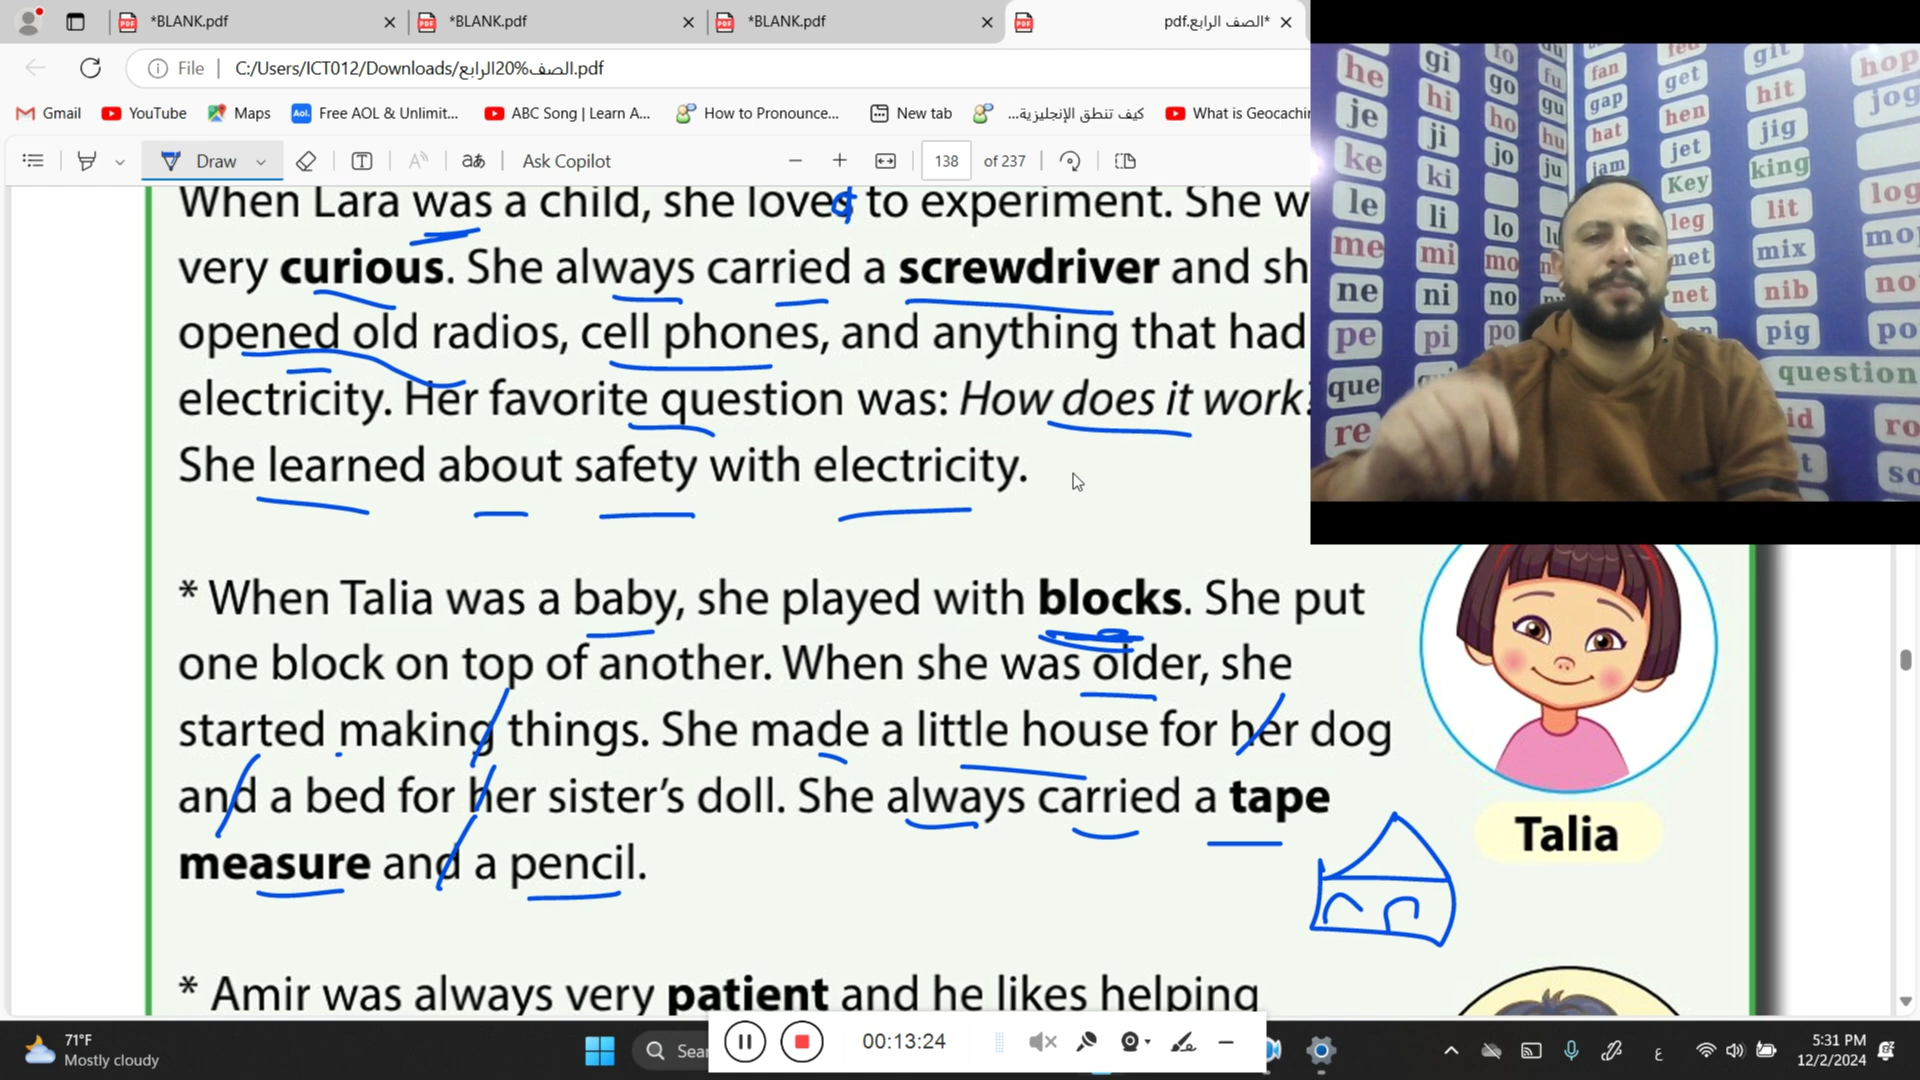 *BLANK.pdf
*BLANK.pdf
*BLANK.pdf
*الصف الرابع.pdf
File
C:/Users/ICT012/Downloads/الصف%20الرابع.pdf
Gmail
YouTube
Maps
Aol.
Free AOL & Unlimit...
ABC Song | Learn A...
How to Pronounce...
New tab
كيف تنطق الإنجليزية...
What is Geocachi
Draw
Ask Copilot
138 of 237
When Lara was a child, she loved to experiment. She w
very curious. She always carried a screwdriver and sh
opened old radios, cell phones, and anything that had
electricity. Her favorite question was: How does it work?
She learned about safety with electricity.
* When Talia was a baby, she played with blocks. She put
one block on top of another. When she was older, she
started making things. She made a little house for her dog
and a bed for her sister's doll. She always carried a tape
measure and a pencil.
Talia
* Amir was always very patient and he likes helping
he gi go fu fan get git hop
je hi gu gap hen hit jog
ke ji ho hu hat jet jig
le ki jo ju jam Key king log
me li lo leg lit
ne mi mo met mix
pe ni no net nib no
que pi po pig po
re question
71°F
Mostly cloudy
00:13:24
ع
5:31 PM
12/2/2024